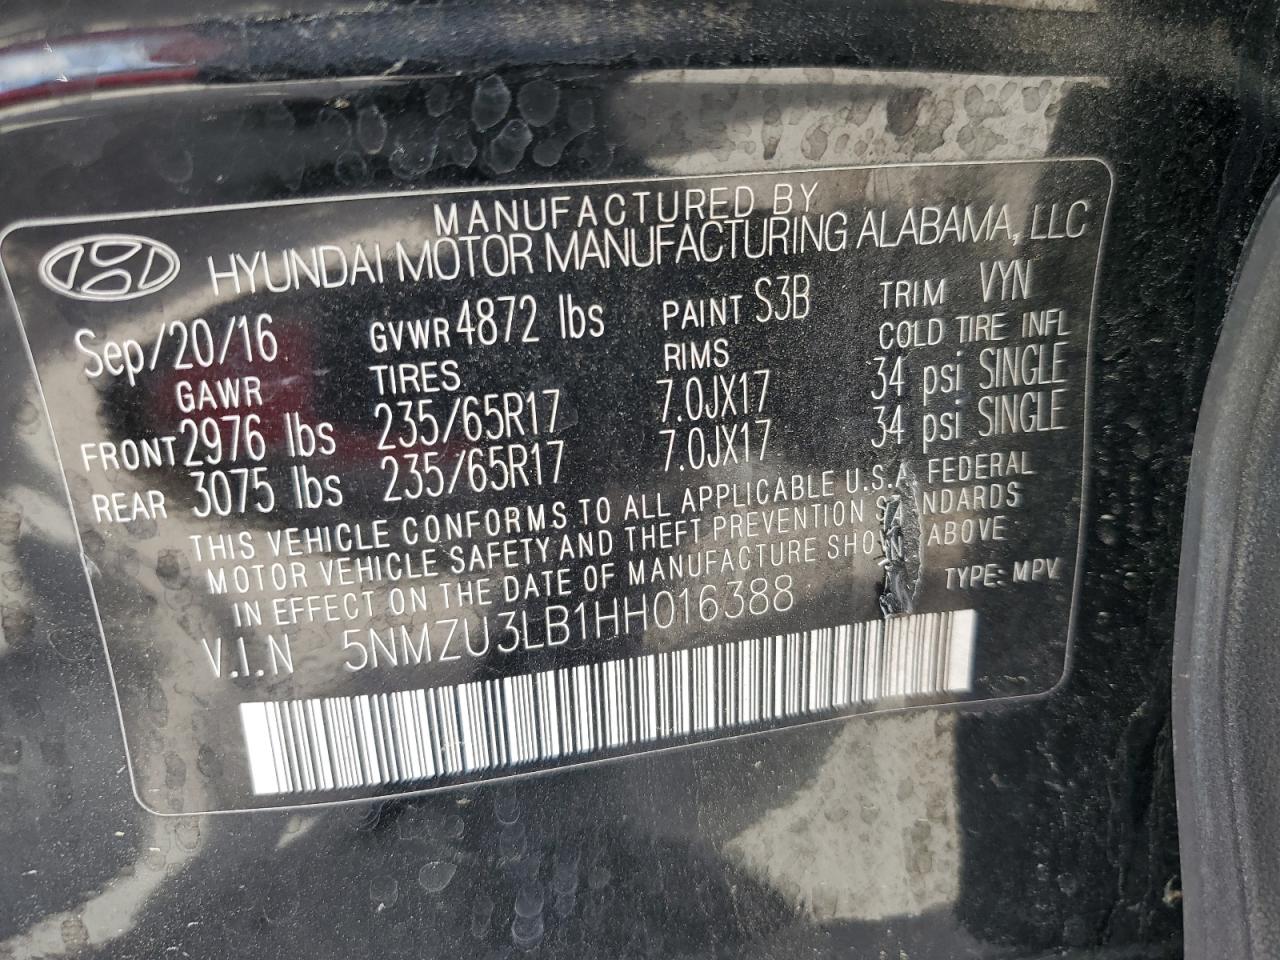 MANUFACTURED BY
HYUNDAI MOTOR MANUFACTURING ALABAMA, LLC
Sep/20/16 GVWR 4872 lbs PAINT S3B TRIM VYN
GAWR TIRES RIMS COLD TIRE INFL
FRONT 2976 lbs 235/65R17 7.0JX17 34 psi SINGLE
REAR 3075 lbs 235/65R17 7.0JX17 34 psi SINGLE
THIS VEHICLE CONFORMS TO ALL APPLICABLE U.S.A. FEDERAL
MOTOR VEHICLE SAFETY AND THEFT PREVENTION STANDARDS
IN EFFECT ON THE DATE OF MANUFACTURE SHOWN ABOVE
V.I.N 5NMZU3LB1HH016388 TYPE: MPV